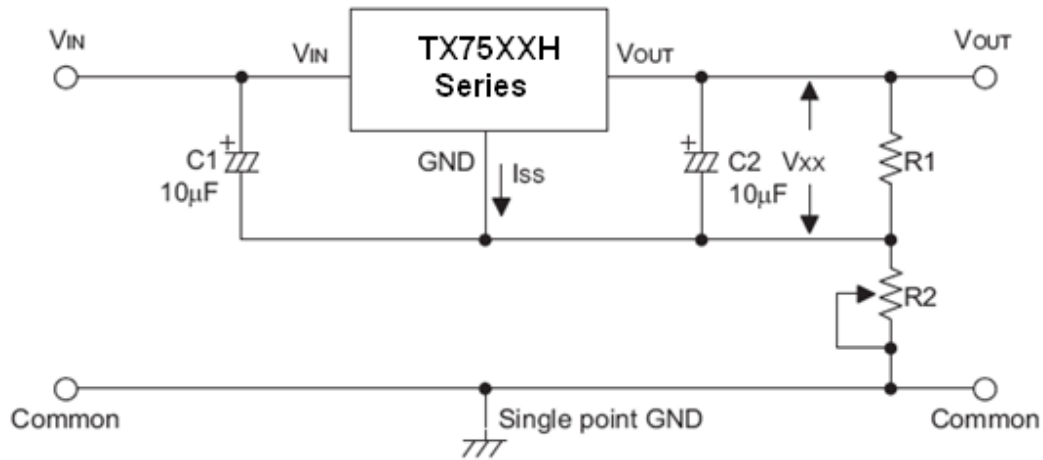 VIN
VIN
TX75XXH
Series
VOUT
VOUT
C1
10μF
GND
ISS
C2
10μF
VXX
R1
R2
Common
Single point GND
Common